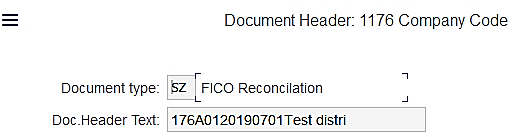 Document Header: 1176 Company Code
Document type: SZ FICO Reconcilation
Doc.Header Text: 176A0120190701Test distri